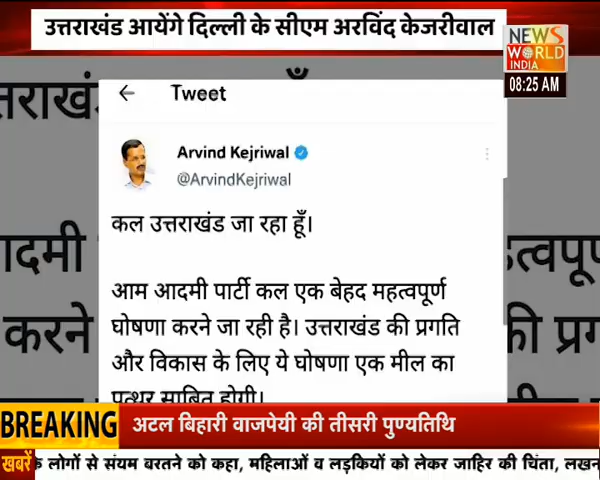 उत्तराखंड आयेंगे दिल्ली के सीएम अरविंद केजरीवाल
NEWS
WORLD
INDIA
08:25 AM
Tweet
Arvind Kejriwal
@ArvindKejriwal
कल उत्तराखंड जा रहा हूँ।
आम आदमी पार्टी कल एक बेहद महत्वपूर्ण
घोषणा करने जा रही है। उत्तराखंड की प्रगति
और विकास के लिए ये घोषणा एक मील का
पत्थर साबित होगी।
BREAKING
अटल बिहारी वाजपेयी की तीसरी पुण्यतिथि
खबरें
के लोगों से संयम बरतने को कहा, महिलाओं व लड़कियों को लेकर जाहिर की चिंता, लखन